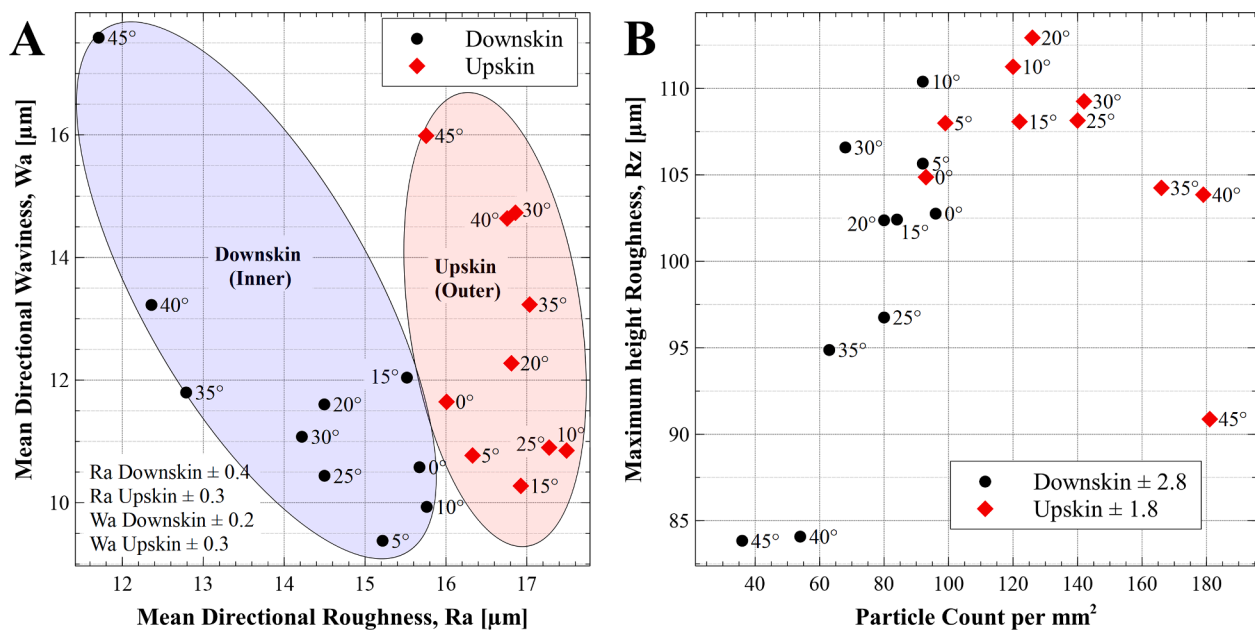 A
Mean Directional Waviness, Wa [µm]
16
14
12
10
Downskin
Upskin
45°
45°
40° 30°
Downskin
(Inner)
Upskin
(Outer)
40°
35°
35°
20°
15°
20°
0°
30°
25°
10°
25°
0°
5°
10°
15°
5°
Ra Downskin ± 0.4
Ra Upskin ± 0.3
Wa Downskin ± 0.2
Wa Upskin ± 0.3
12 13 14 15 16 17
Mean Directional Roughness, Ra [µm]
B
Maximum height Roughness, Rz [µm]
110
105
100
95
90
85
20°
10°
10°
30°
5°
15°
25°
30°
5°
0°
35°
40°
0°
20°
15°
25°
35°
45°
45°
40°
Downskin ± 2.8
Upskin ± 1.8
40 60 80 100 120 140 160 180
Particle Count per mm²